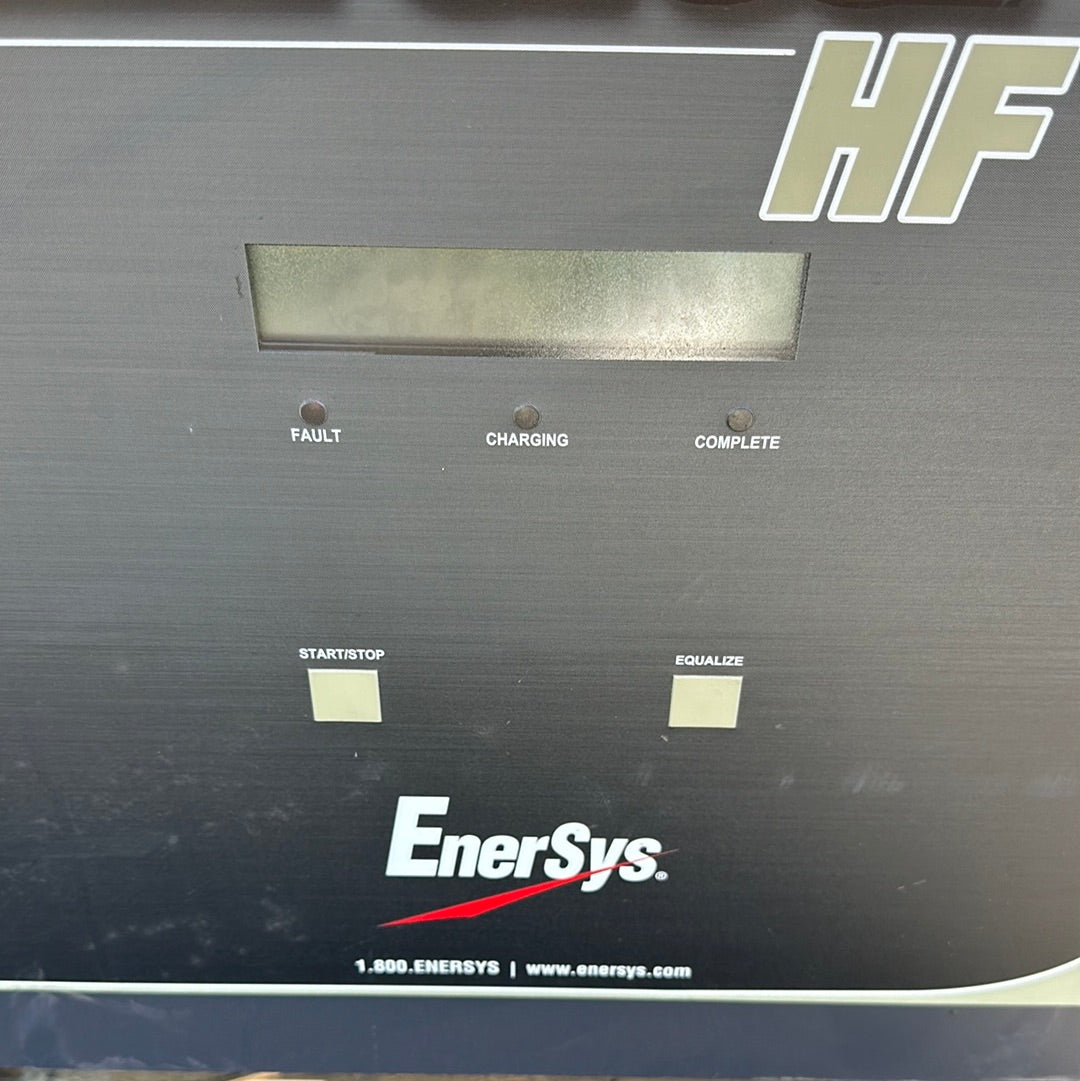 HF
FAULT
CHARGING
COMPLETE
START/STOP
EQUALIZE
EnerSys®
1.800.ENERSYS | www.enersys.com